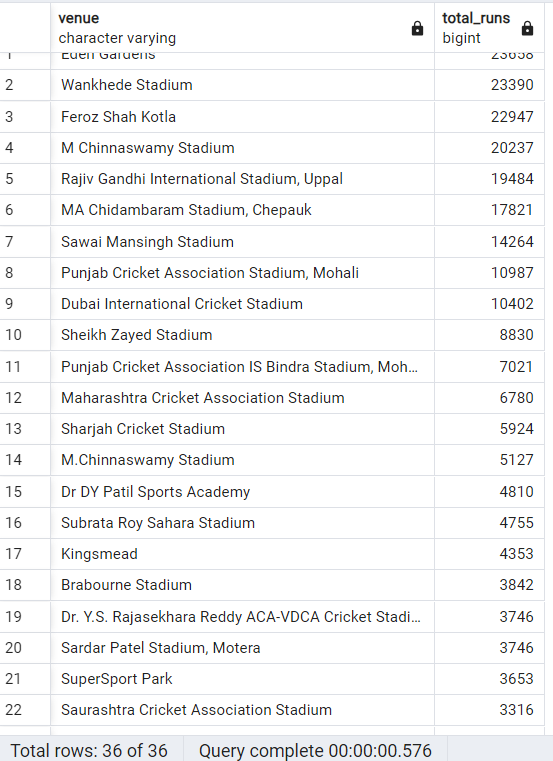 venue total_runs
character varying bigint
1 Eden Gardens 23658
2 Wankhede Stadium 23390
3 Feroz Shah Kotla 22947
4 M Chinnaswamy Stadium 20237
5 Rajiv Gandhi International Stadium, Uppal 19484
6 MA Chidambaram Stadium, Chepauk 17821
7 Sawai Mansingh Stadium 14264
8 Punjab Cricket Association Stadium, Mohali 10987
9 Dubai International Cricket Stadium 10402
10 Sheikh Zayed Stadium 8830
11 Punjab Cricket Association IS Bindra Stadium, Moh... 7021
12 Maharashtra Cricket Association Stadium 6780
13 Sharjah Cricket Stadium 5924
14 M.Chinnaswamy Stadium 5127
15 Dr DY Patil Sports Academy 4810
16 Subrata Roy Sahara Stadium 4755
17 Kingsmead 4353
18 Brabourne Stadium 3842
19 Dr. Y.S. Rajasekhara Reddy ACA-VDCA Cricket Stadi... 3746
20 Sardar Patel Stadium, Motera 3746
21 SuperSport Park 3653
22 Saurashtra Cricket Association Stadium 3316
Total rows: 36 of 36 Query complete 00:00:00.576